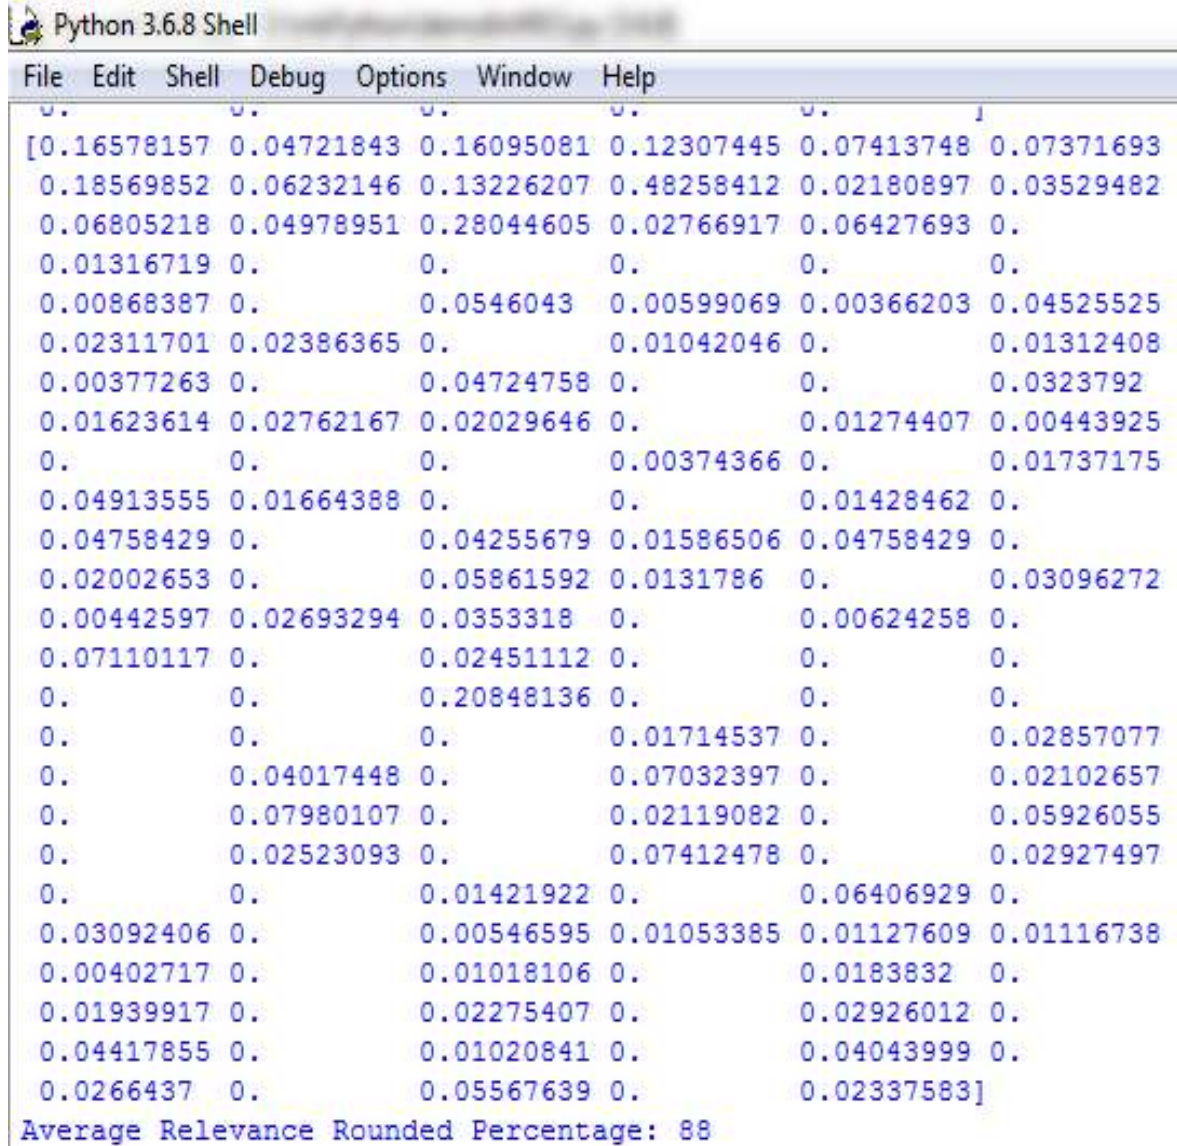 Python 3.6.8 Shell
File Edit Shell Debug Options Window Help
0. 0. 0. 0. 0. ]
[0.16578157 0.04721843 0.16095081 0.12307445 0.07413748 0.07371693
0.18569852 0.06232146 0.13226207 0.48258412 0.02180897 0.03529482
0.06805218 0.04978951 0.28044605 0.02766917 0.06427693 0.
0.01316719 0. 0. 0. 0. 0.
0.00868387 0. 0.0546043 0.00599069 0.00366203 0.04525525
0.02311701 0.02386365 0. 0.01042046 0. 0.01312408
0.00377263 0. 0.04724758 0. 0. 0.0323792
0.01623614 0.02762167 0.02029646 0. 0.01274407 0.00443925
0. 0. 0. 0.00374366 0. 0.01737175
0.04913555 0.01664388 0. 0. 0.01428462 0.
0.04758429 0. 0.04255679 0.01586506 0.04758429 0.
0.02002653 0. 0.05861592 0.0131786 0. 0.03096272
0.00442597 0.02693294 0.0353318 0. 0.00624258 0.
0.07110117 0. 0.02451112 0. 0. 0.
0. 0. 0.20848136 0. 0. 0.
0. 0. 0. 0.01714537 0. 0.02857077
0. 0.04017448 0. 0.07032397 0. 0.02102657
0. 0.07980107 0. 0.02119082 0. 0.05926055
0. 0.02523093 0. 0.07412478 0. 0.02927497
0. 0. 0.01421922 0. 0.06406929 0.
0.03092406 0. 0.00546595 0.01053385 0.01127609 0.01116738
0.00402717 0. 0.01018106 0. 0.0183832 0.
0.01939917 0. 0.02275407 0. 0.02926012 0.
0.04417855 0. 0.01020841 0. 0.04043999 0.
0.0266437 0. 0.05567639 0. 0.02337583]
Average Relevance Rounded Percentage: 88